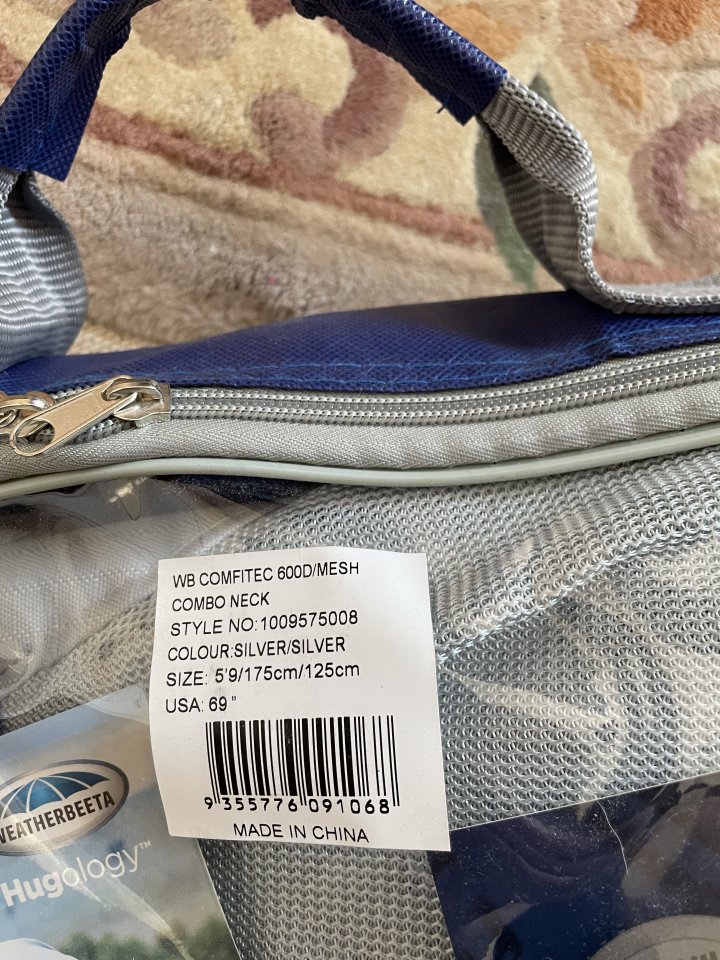 WB COMFITEC 600D/MESH
COMBO NECK
STYLE NO:1009575008
COLOUR:SILVER/SILVER
SIZE: 5'9/175cm/125cm
USA: 69"
9 355776 091068
MADE IN CHINA
WEATHERBEETA
Hugology™